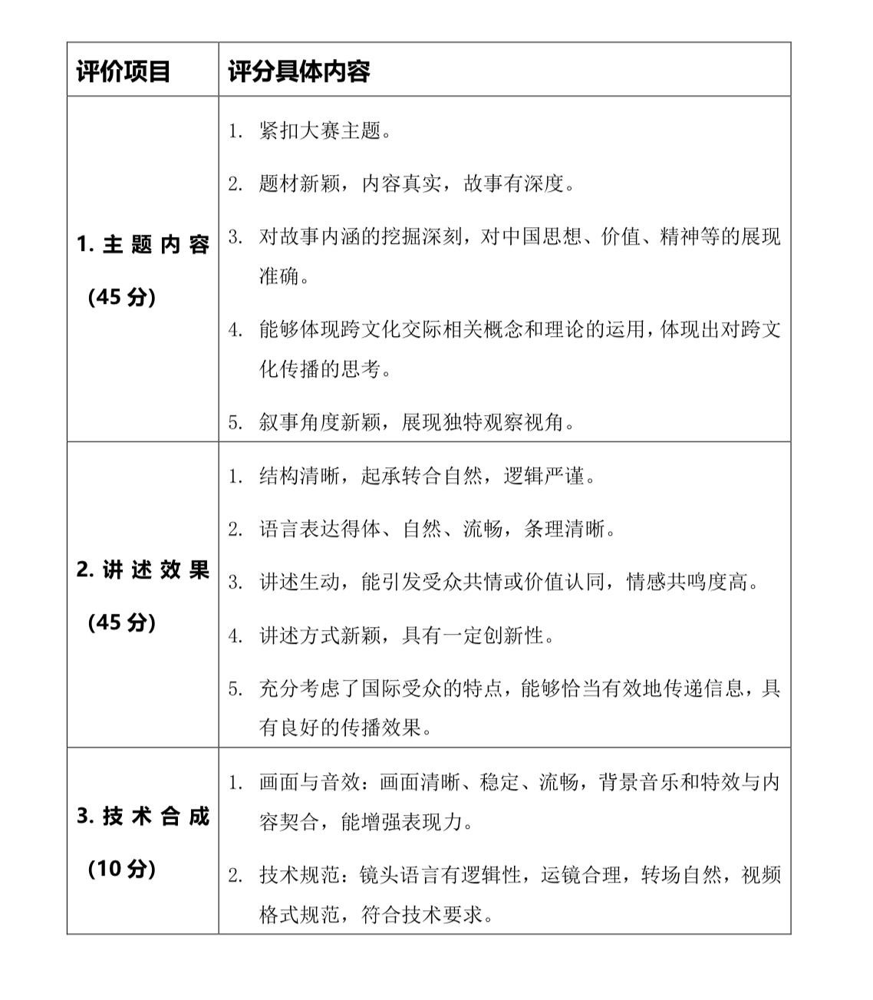 评价项目
评分具体内容
1. 主题内容
(45 分)
1. 紧扣大赛主题。
2. 题材新颖，内容真实，故事有深度。
3. 对故事内涵的挖掘深刻，对中国思想、价值、精神等的展现
准确。
4. 能够体现跨文化交际相关概念和理论的运用，体现出对跨文
化传播的思考。
5. 叙事角度新颖，展现独特观察视角。
2. 讲述效果
(45 分)
1. 结构清晰，起承转合自然，逻辑严谨。
2. 语言表达得体、自然、流畅，条理清晰。
3. 讲述生动，能引发受众共情或价值认同，情感共鸣度高。
4. 讲述方式新颖，具有一定创新性。
5. 充分考虑了国际受众的特点，能够恰当有效地传递信息，具
有良好的传播效果。
3. 技术合成
(10 分)
1. 画面与音效：画面清晰、稳定、流畅，背景音乐和特效与内
容契合，能增强表现力。
2. 技术规范：镜头语言有逻辑性，运镜合理，转场自然，视频
格式规范，符合技术要求。